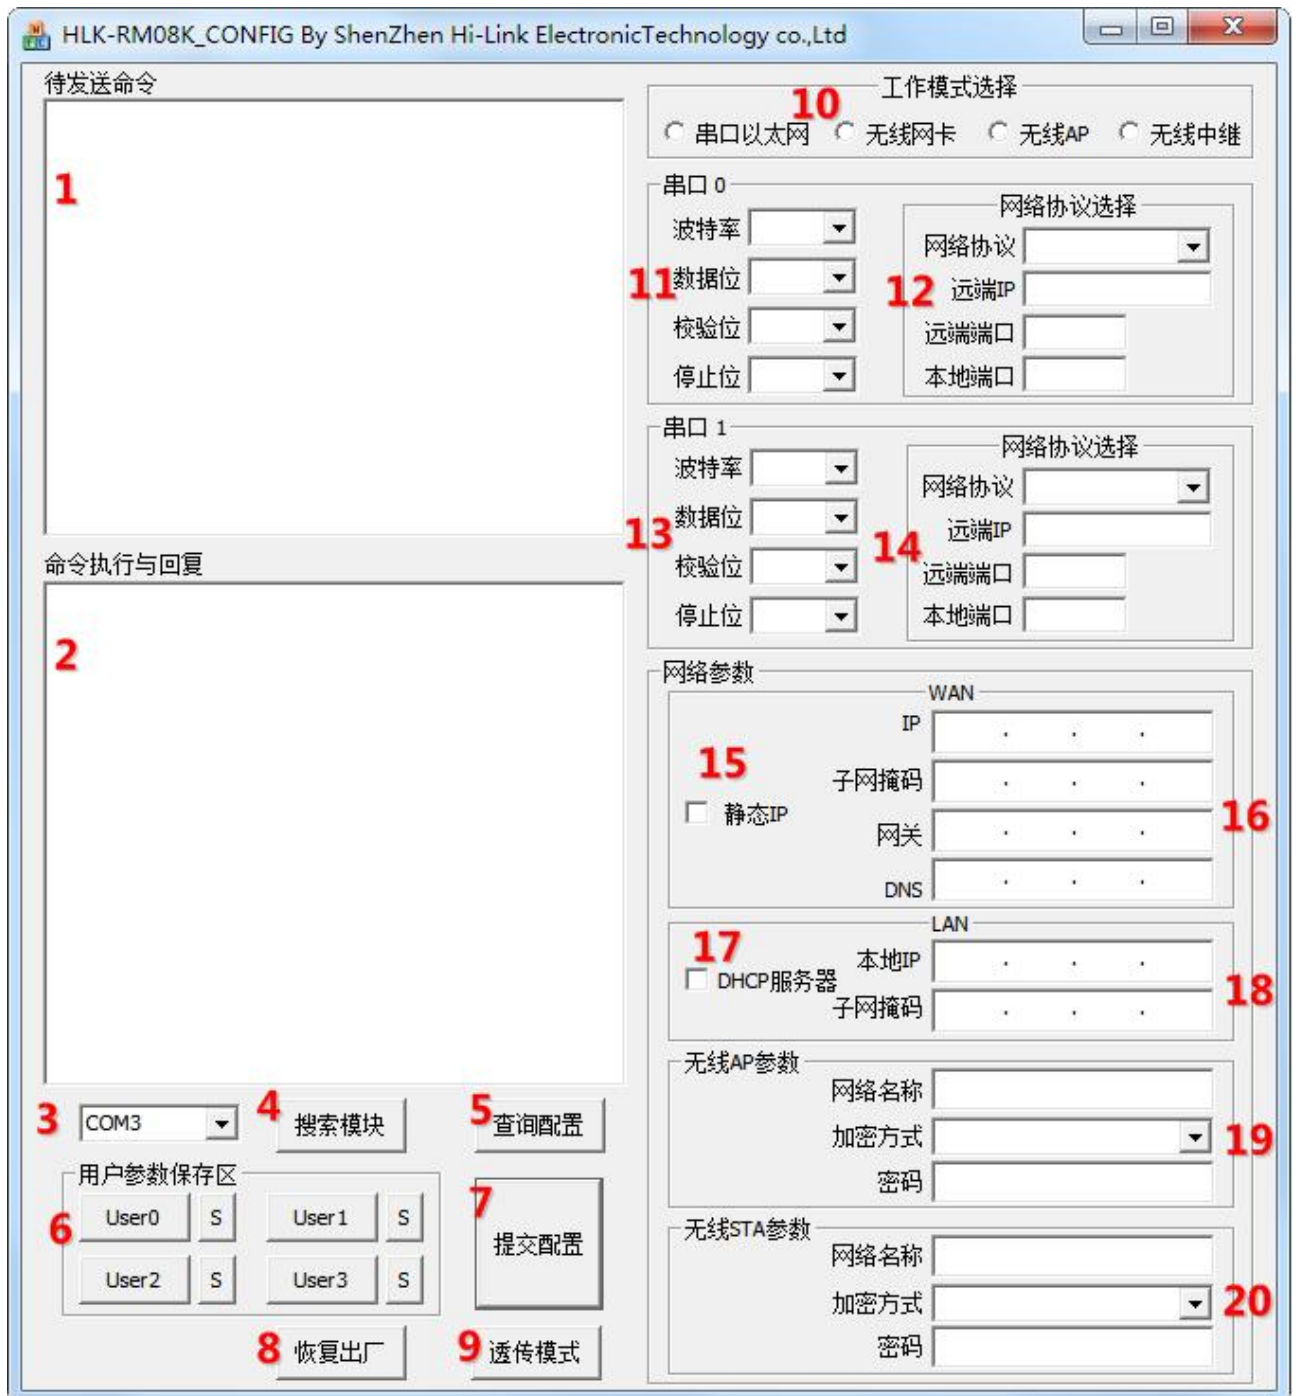 HLK-RM08K_CONFIG By ShenZhen Hi-Link ElectronicTechnology co.,Ltd
待发送命令
1
命令执行与回复
2
3 COM3
4 搜索模块
5 查询配置
用户参数保存区
6 User0 S User1 S
User2 S User3 S
7 提交配置
8 恢复出厂
9 透传模式
工作模式选择
10
串口以太网 无线网卡 无线AP 无线中继
串口 0
波特率
11 数据位
校验位
停止位
网络协议选择
网络协议
12 远端IP
远端端口
本地端口
串口 1
波特率
13 数据位
校验位
停止位
网络协议选择
网络协议
远端IP
14 远端端口
本地端口
网络参数
WAN
15
静态IP
IP . . .
子网掩码 . . .
16
网关 . . .
DNS . . .
LAN
17
DHCP服务器
本地IP . . .
18
子网掩码 . . .
无线AP参数
网络名称
加密方式 19
密码
无线STA参数
网络名称
加密方式 20
密码